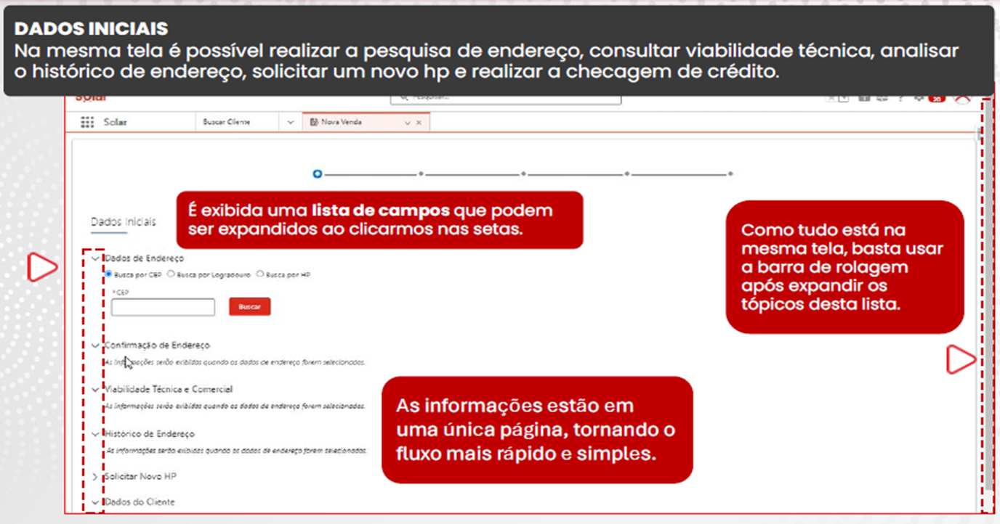 DADOS INICIAIS
Na mesma tela é possível realizar a pesquisa de endereço, consultar viabilidade técnica, analisar
o histórico de endereço, solicitar um novo hp e realizar a checagem de crédito.
Solar
Pesquisar...
20
Solar
Buscar Cliente
Nova Venda
É exibida uma lista de campos que podem
ser expandidos ao clicarmos nas setas.
Dados Iniciais
Como tudo está na
mesma tela, basta usar
a barra de rolagem
após expandir os
tópicos desta lista.
Dados de Endereço
Busca por CEP Busca por Logradouro Busca por HP
*CEP
Buscar
Confirmação de Endereço
As informações serão exibidas quando os dados de endereço forem selecionados.
Viabilidade Técnica e Comercial
As informações serão exibidas quando os dados de endereço forem selecionados.
As informações estão em
uma única página, tornando o
fluxo mais rápido e simples.
Histórico de Endereço
As informações serão exibidas quando os dados de endereço forem selecionados.
Solicitar Novo HP
Dados do Cliente